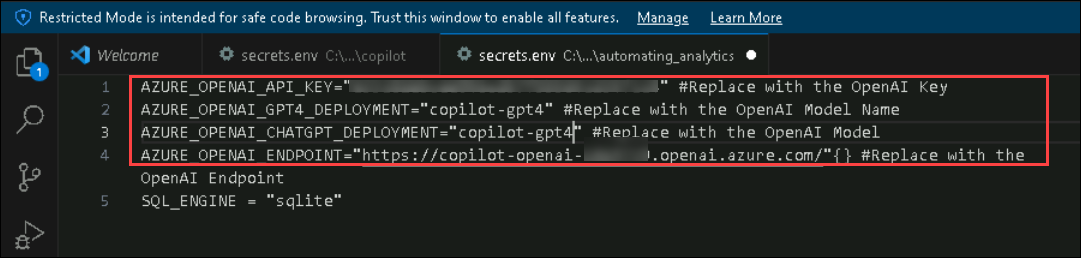 Restricted Mode is intended for safe code browsing. Trust this window to enable all features. Manage Learn More
Welcome secrets.env C:\...\copilot secrets.env C:\...\automating_analytics
1
1 AZURE_OPENAI_API_KEY="" #Replace with the OpenAI Key
2 AZURE_OPENAI_GPT4_DEPLOYMENT="copilot-gpt4" #Replace with the OpenAI Model Name
3 AZURE_OPENAI_CHATGPT_DEPLOYMENT="copilot-gpt4" #Replace with the OpenAI Model
4 AZURE_OPENAI_ENDPOINT="https://copilot-openai-.openai.azure.com/"{} #Replace with the
OpenAI Endpoint
5 SQL_ENGINE = "sqlite"